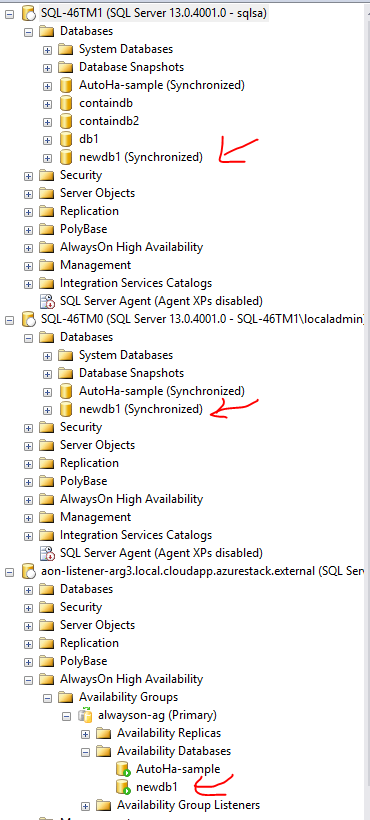 SQL-46TM1 (SQL Server 13.0.4001.0 - sqlsa)
Databases
System Databases
Database Snapshots
AutoHa-sample (Synchronized)
containdb
containdb2
db1
newdb1 (Synchronized)
Security
Server Objects
Replication
PolyBase
AlwaysOn High Availability
Management
Integration Services Catalogs
SQL Server Agent (Agent XPs disabled)
SQL-46TM0 (SQL Server 13.0.4001.0 - SQL-46TM1\localadmin)
Databases
System Databases
Database Snapshots
AutoHa-sample (Synchronized)
newdb1 (Synchronized)
Security
Server Objects
Replication
PolyBase
AlwaysOn High Availability
Management
Integration Services Catalogs
SQL Server Agent (Agent XPs disabled)
aon-listener-arg3.local.cloudapp.azurestack.external (SQL Ser
Databases
Security
Server Objects
Replication
PolyBase
AlwaysOn High Availability
Availability Groups
alwayson-ag (Primary)
Availability Replicas
Availability Databases
AutoHa-sample
newdb1
Availability Group Listeners